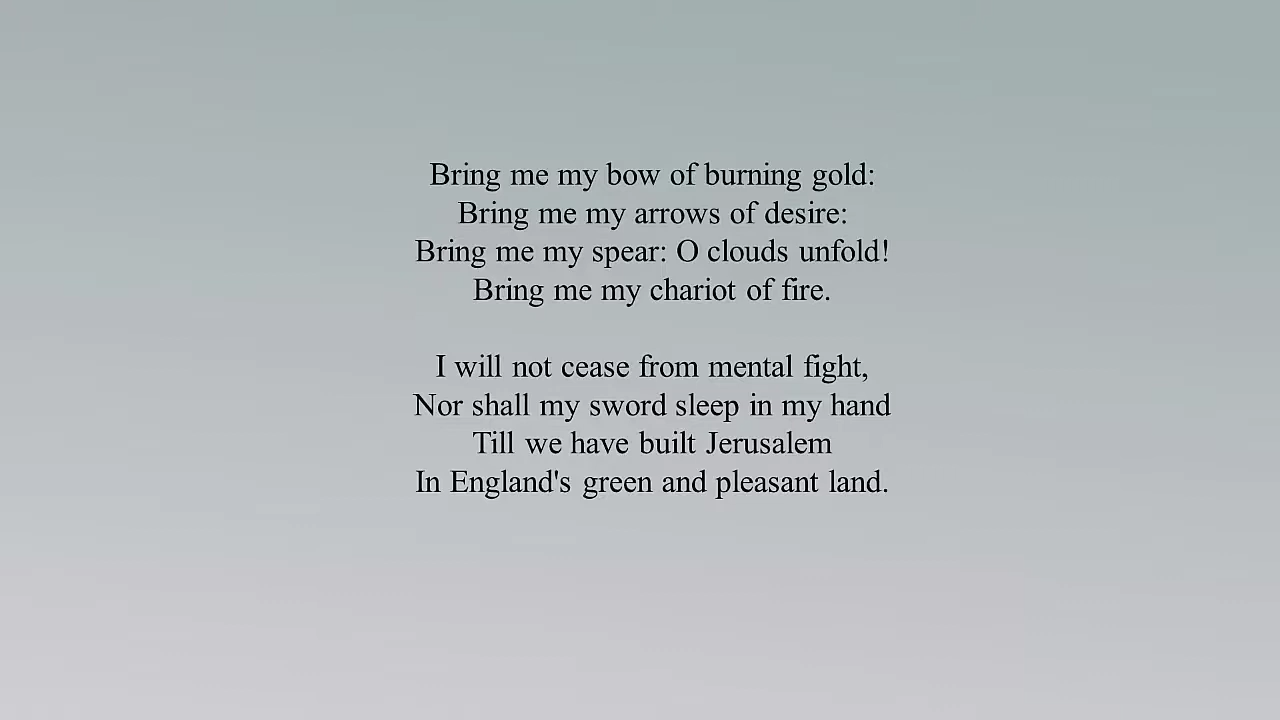 Bring me my bow of burning gold:
Bring me my arrows of desire:
Bring me my spear: O clouds unfold!
Bring me my chariot of fire.
I will not cease from mental fight,
Nor shall my sword sleep in my hand
Till we have built Jerusalem
In England's green and pleasant land.